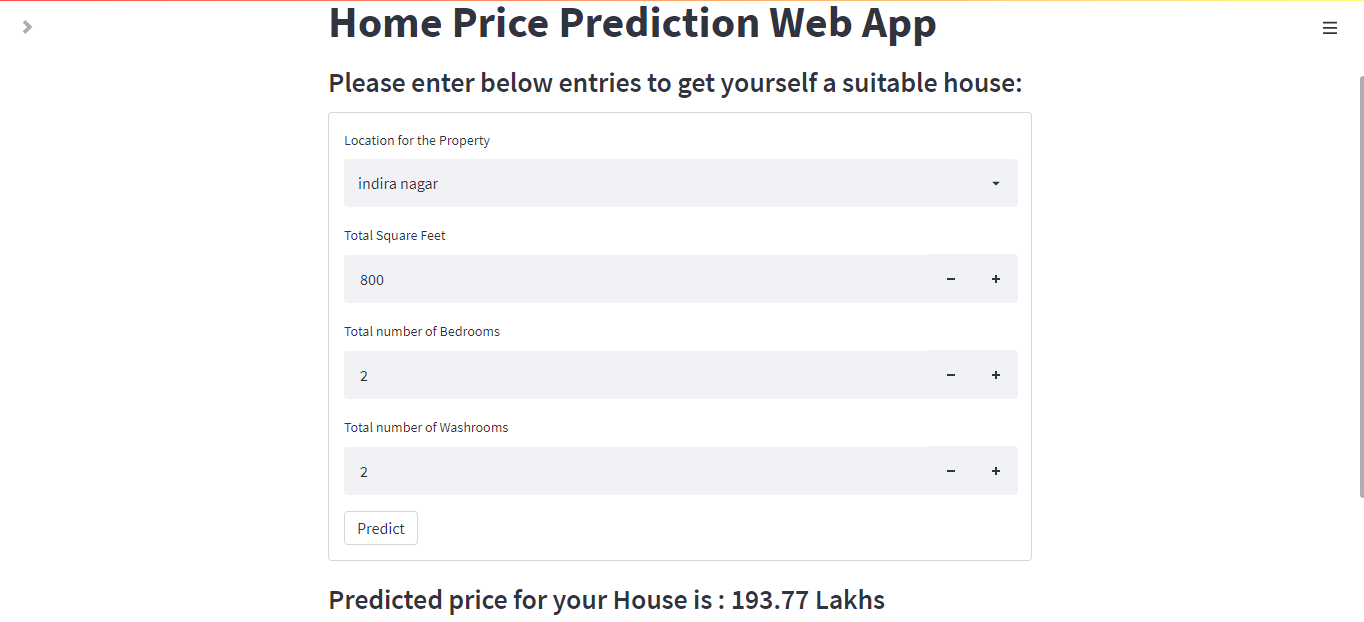 Home Price Prediction Web App
Please enter below entries to get yourself a suitable house:
Location for the Property
indira nagar
Total Square Feet
800
Total number of Bedrooms
2
Total number of Washrooms
2
Predict
Predicted price for your House is : 193.77 Lakhs